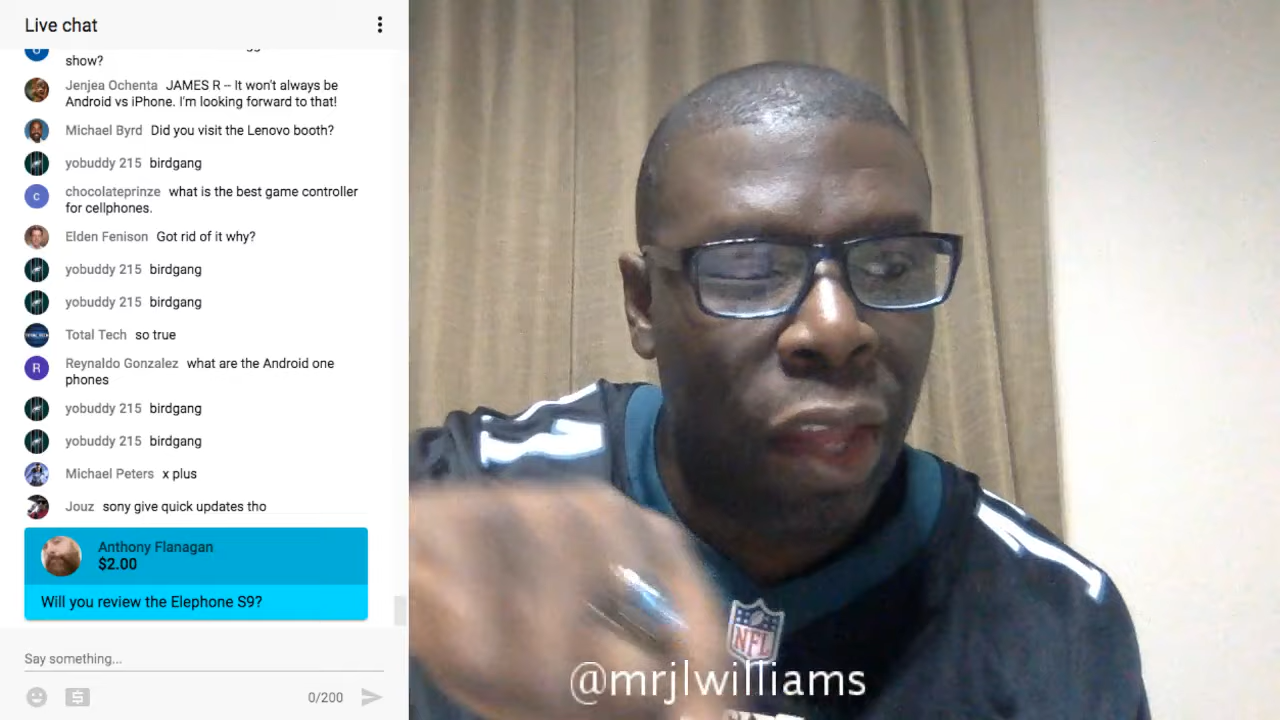 Live chat
show?
Jenjea Ochenta JAMES R -- It won't always be
Android vs iPhone. I'm looking forward to that!
Michael Byrd Did you visit the Lenovo booth?
yobuddy 215 birdgang
C chocolateprinze what is the best game controller
for cellphones.
Elden Fenison Got rid of it why?
yobuddy 215 birdgang
yobuddy 215 birdgang
Total Tech so true
R Reynaldo Gonzalez what are the Android one
phones
yobuddy 215 birdgang
yobuddy 215 birdgang
Michael Peters x plus
Jouz sony give quick updates tho
Anthony Flanagan
$2.00
Will you review the Elephone S9?
Say something...
0/200
NFL
@mrjlwilliams